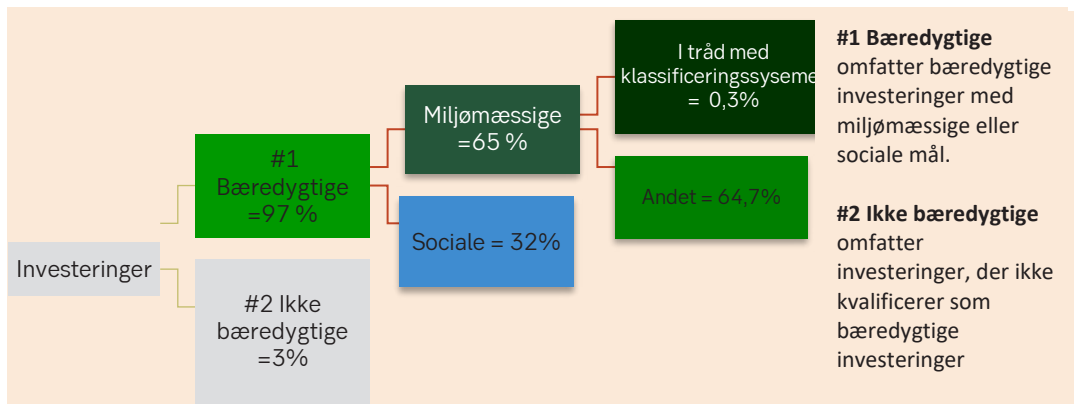 Investeringer
#1
Bæredygtige
=97 %
#2 Ikke
bæredygtige
=3%
Miljømæssige
=65 %
Sociale = 32%
I tråd med
klassificeringssyseme
= 0,3%
Andet = 64,7%
#1 Bæredygtige
omfatter bæredygtige
investeringer med
miljømæssige eller
sociale mål.
#2 Ikke bæredygtige
omfatter
investeringer, der ikke
kvalificerer som
bæredygtige
investeringer